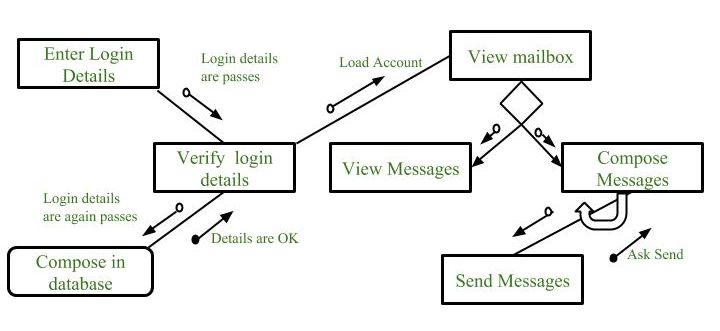 Enter Login
Details
Login details
are passes
Load Account
View mailbox
Verify login
details
View Messages
Compose
Messages
Login details
are again passes
Details are OK
Compose in
database
Send Messages
Ask Send